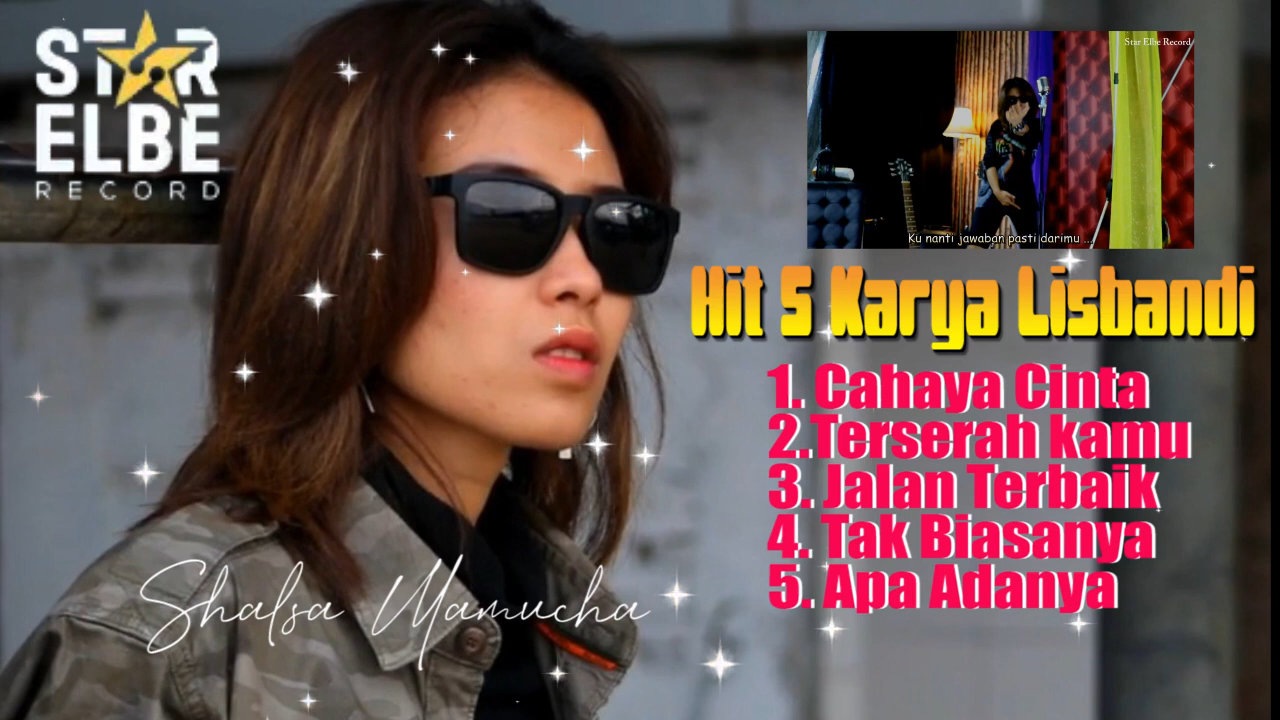 STAR
ELBE
RECORD
Star Elbe Record
Ku nanti jawaban pasti darimu ...
Hit 5 Karya Lisbandi
1. Cahaya Cinta
2..Terserah kamu
3. Jalan Terbaik
4. Tak Biasanya
5. Apa Adanya
Shalsa Mamucha